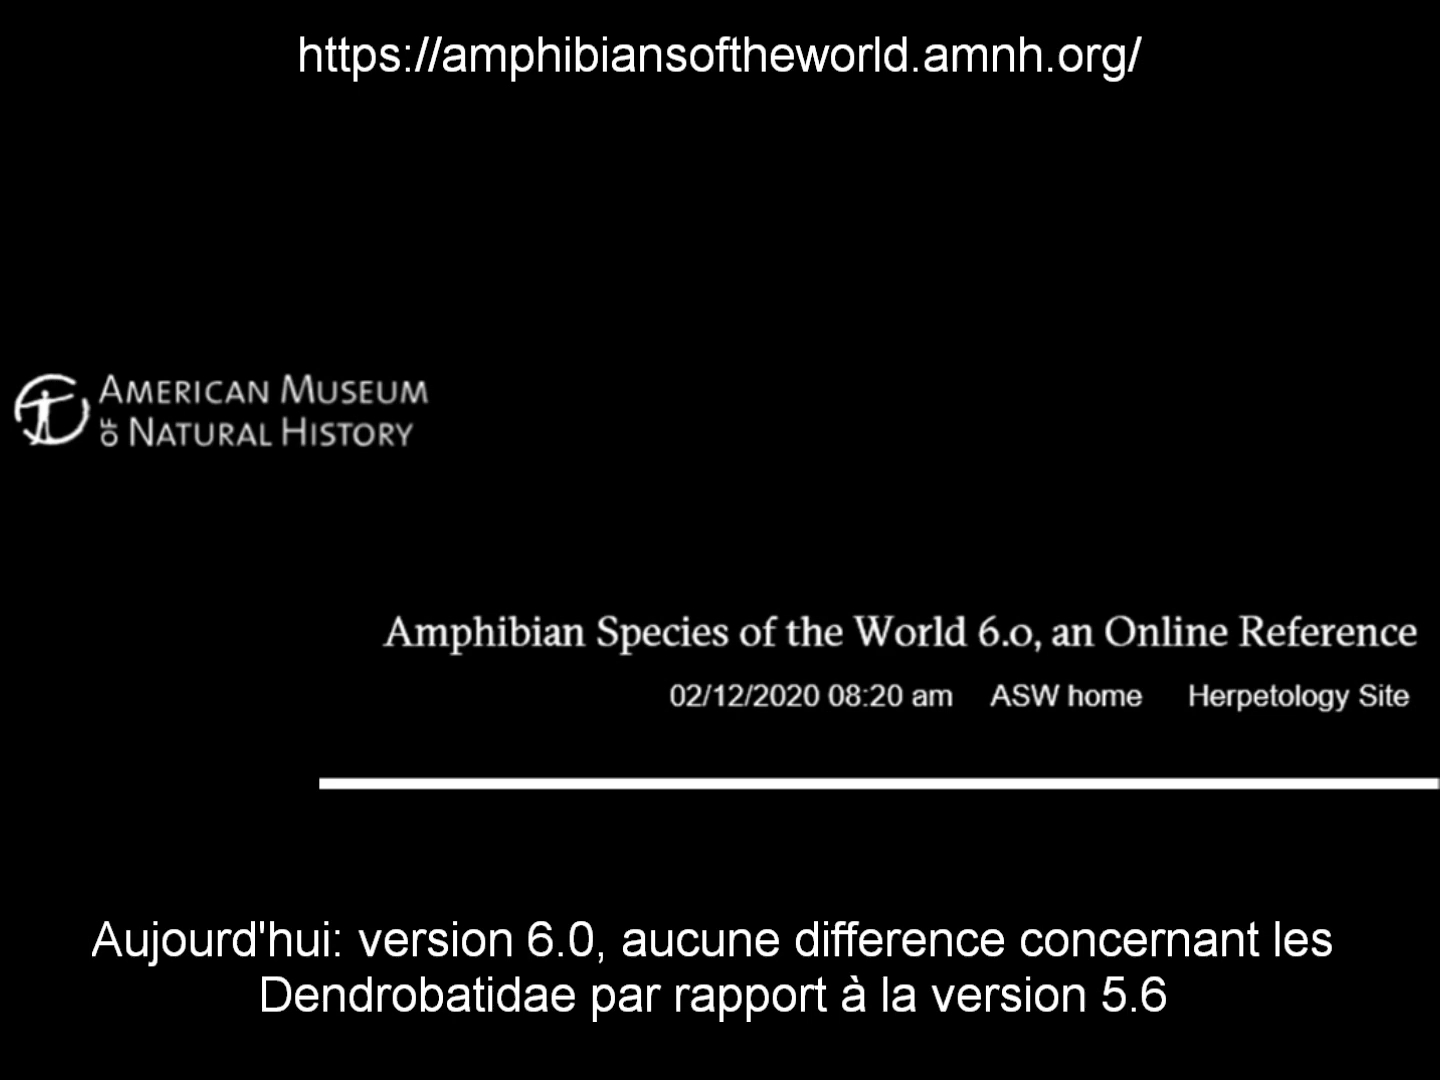 https://amphibiansoftheworld.amnh.org/
AMERICAN MUSEUM
OF NATURAL HISTORY
Amphibian Species of the World 6.0, an Online Reference
02/12/2020 08:20 am ASW home Herpetology Site
Aujourd'hui: version 6.0, aucune difference concernant les
Dendrobatidae par rapport à la version 5.6